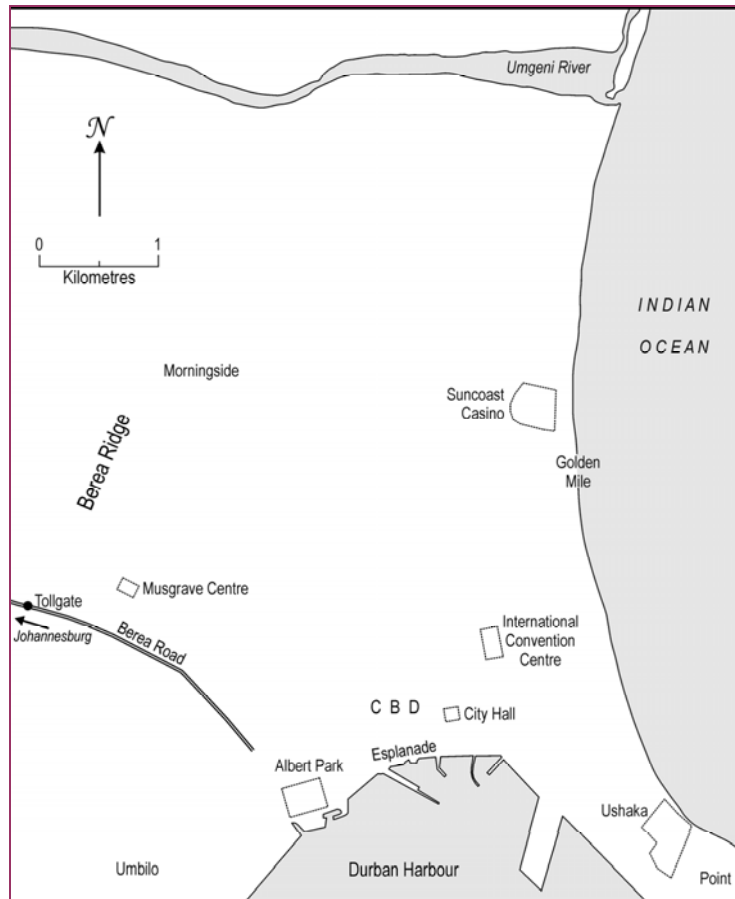 Umgeni River
N
0 1
Kilometres
INDIAN
OCEAN
Morningside
Suncoast
Casino
Berea Ridge
Golden
Mile
Musgrave Centre
Tollgate
Johannesburg
Berea Road
International
Convention
Centre
C B D
City Hall
Esplanade
Albert Park
Ushaka
Umbilo
Durban Harbour
Point